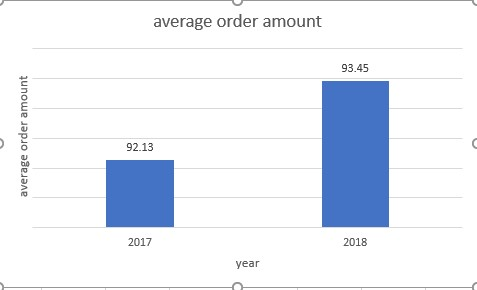 average order amount
average order amount
93.45
92.13
2017
2018
year